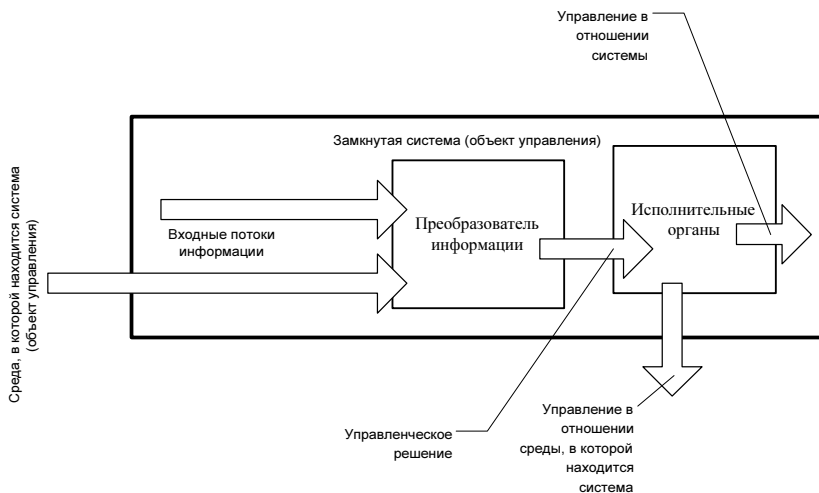 Управление в
отношении
системы
Замкнутая система (объект управления)
Среда, в которой находится система
(объект управления)
Входные потоки
информации
Преобразователь
информации
Исполнительные
органы
Управленческое
решение
Управление в
отношении
среды, в которой
находится
система